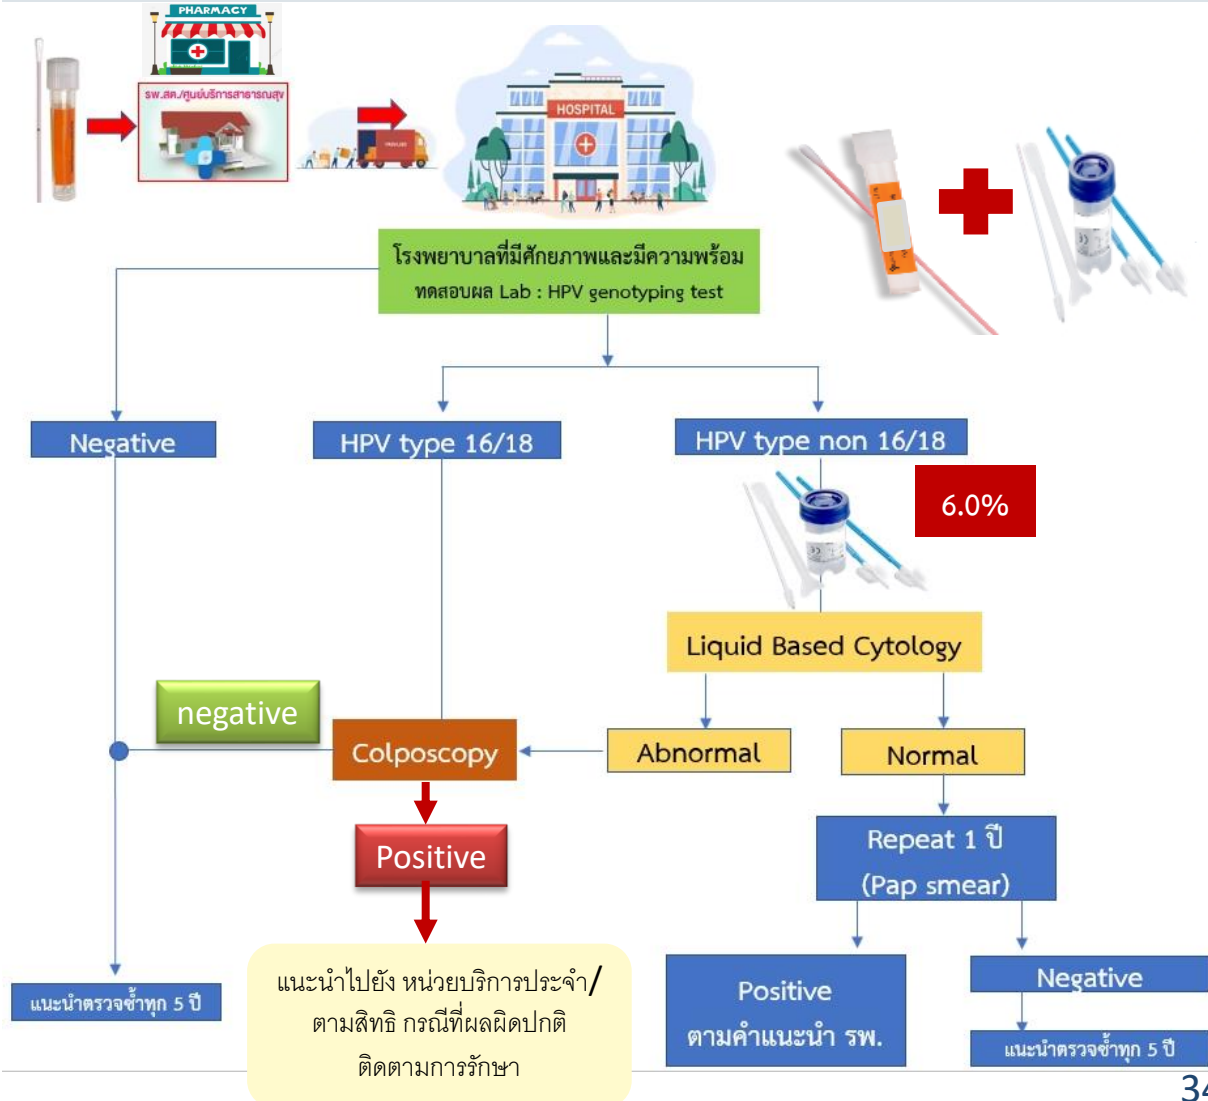 PHARMACY
รพ.สต./ศูนย์บริการสาธารณสุข
HOSPITAL
โรงพยาบาลที่มีศักยภาพและมีความพร้อม
ทดสอบผล Lab : HPV genotyping test
Negative
HPV type 16/18
HPV type non 16/18
6.0%
Liquid Based Cytology
negative
Colposcopy
Abnormal
Normal
Positive
Repeat 1 ปี
(Pap smear)
แนะนำตรวจซ้ำทุก 5 ปี
แนะนำไปยัง หน่วยบริการประจำ/
ตามสิทธิ กรณีที่ผลผิดปกติ
ติดตามการรักษา
Positive
ตามคำแนะนำ รพ.
Negative
แนะนำตรวจซ้ำทุก 5 ปี
34